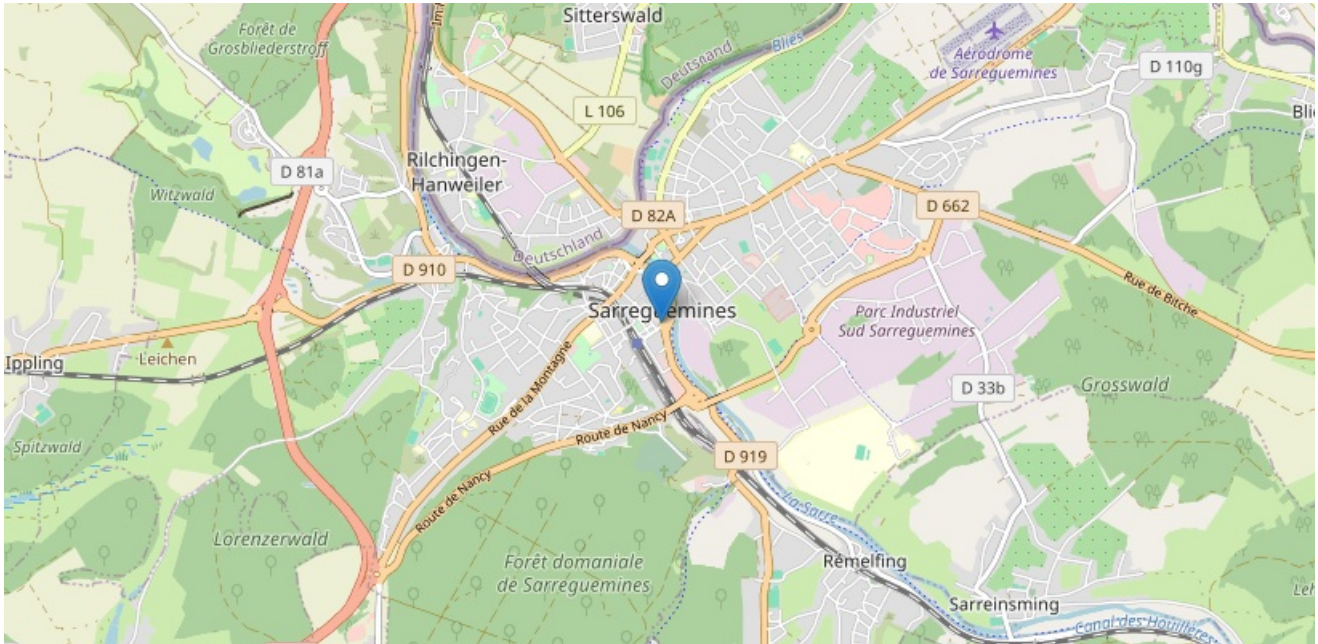 Forêt de
Grosbliederstroff
Sitterswald
Deutschland
Blies
Aérodrome
de Sarreguemines
D 110g
L 106
Rilchingen-
Hanweiler
D 81a
Witzwald
D 82A
D 662
Deutschland
D 910
Rue de Bitche
Sarreguemines
Parc Industriel
Sud Sarreguemines
Leichen
Ippling
Rue de la Montagne
D 33b
Grosswald
Route de Nancy
Spitzwald
D 919
Route de Nancy
La Sarre
Lorenzerwald
Forêt domaniale
de Sarreguemines
Rémelfing
Sarreinsming
Canal des Houillères